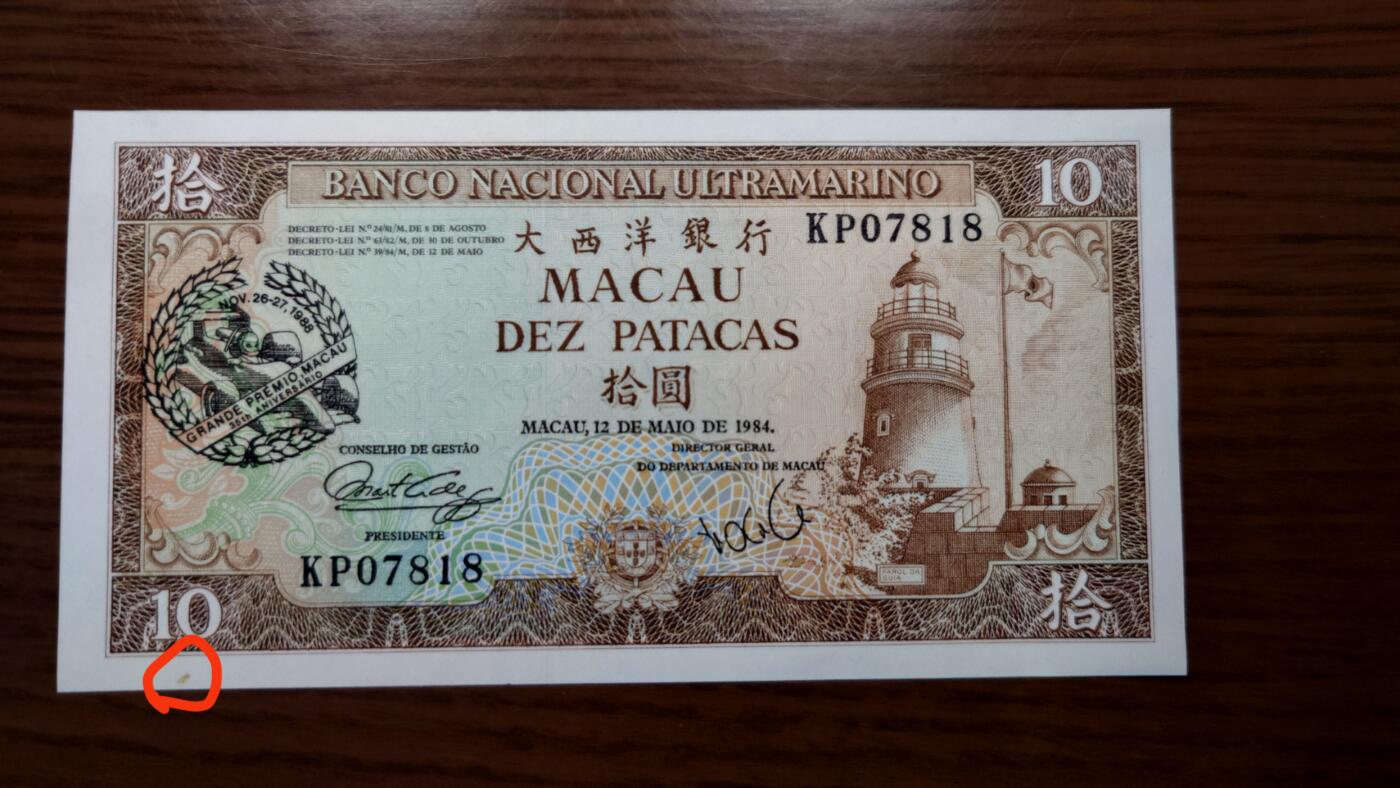 拾
BANCO NACIONAL ULTRAMARINO
10
DECRETO-LEI N.º 24/81/M, DE 8 DE AGOSTO
DECRETO-LEI N.º 63/82/M, DE 30 DE OUTUBRO
DECRETO-LEI N.º 39/84/M, DE 12 DE MAIO
大西洋銀行
KP07818
MACAU
DEZ PATACAS
拾圓
NOV. 26-27, 1988
GRANDE PRÉMIO MACAU
35th ANIVERSÁRIO
MACAU, 12 DE MAIO DE 1984.
CONSELHO DE GESTÃO
DIRECTOR GERAL
DO DEPARTAMENTO DE MACAU
PRESIDENTE
KP07818
FAROL DA
GUIA
10
拾